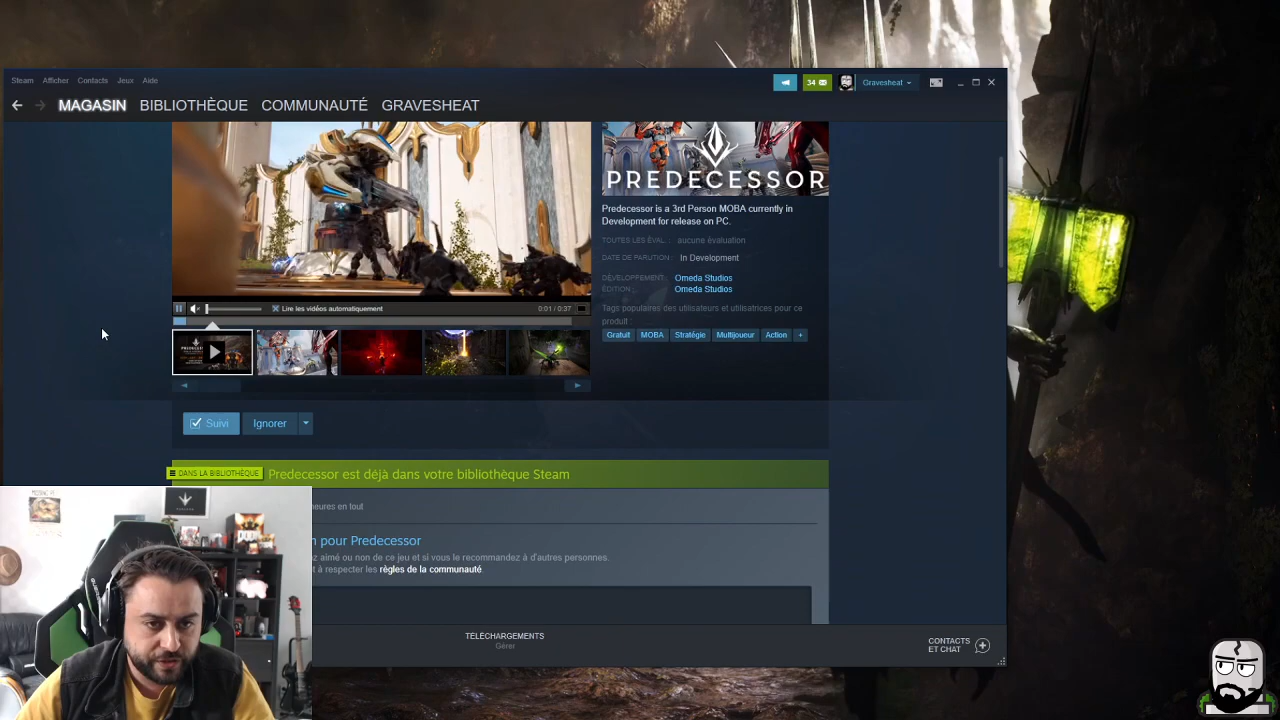 Steam Afficher Contacts Jeux Aide
34
Gravesheat
MAGASIN BIBLIOTHÈQUE COMMUNAUTÉ GRAVESHEAT
PREDECESSOR
Predecessor is a 3rd Person MOBA currently in
Development for release on PC.
TOUTES LES ÉVAL. : aucune évaluation
DATE DE PARUTION : In Development
DÉVELOPPEMENT : Omeda Studios
ÉDITION : Omeda Studios
Tags populaires des utilisateurs et utilisatrices pour ce
produit :
Gratuit MOBA Stratégie Multijoueur Action +
Lire les vidéos automatiquement
0:01 / 0:37
Suivi Ignorer
DANS LA BIBLIOTHÈQUE Predecessor est déjà dans votre bibliothèque Steam
heures en tout
n pour Predecessor
z aimé ou non de ce jeu et si vous le recommandez à d'autres personnes.
t à respecter les règles de la communauté.
TÉLÉCHARGEMENTS
Gérer
CONTACTS
ET CHAT